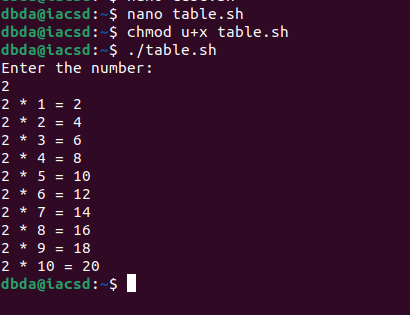 dbda@iacsd:~$ nano table.sh
dbda@iacsd:~$ chmod u+x table.sh
dbda@iacsd:~$ ./table.sh
Enter the number:
2
2 * 1 = 2
2 * 2 = 4
2 * 3 = 6
2 * 4 = 8
2 * 5 = 10
2 * 6 = 12
2 * 7 = 14
2 * 8 = 16
2 * 9 = 18
2 * 10 = 20
dbda@iacsd:~$